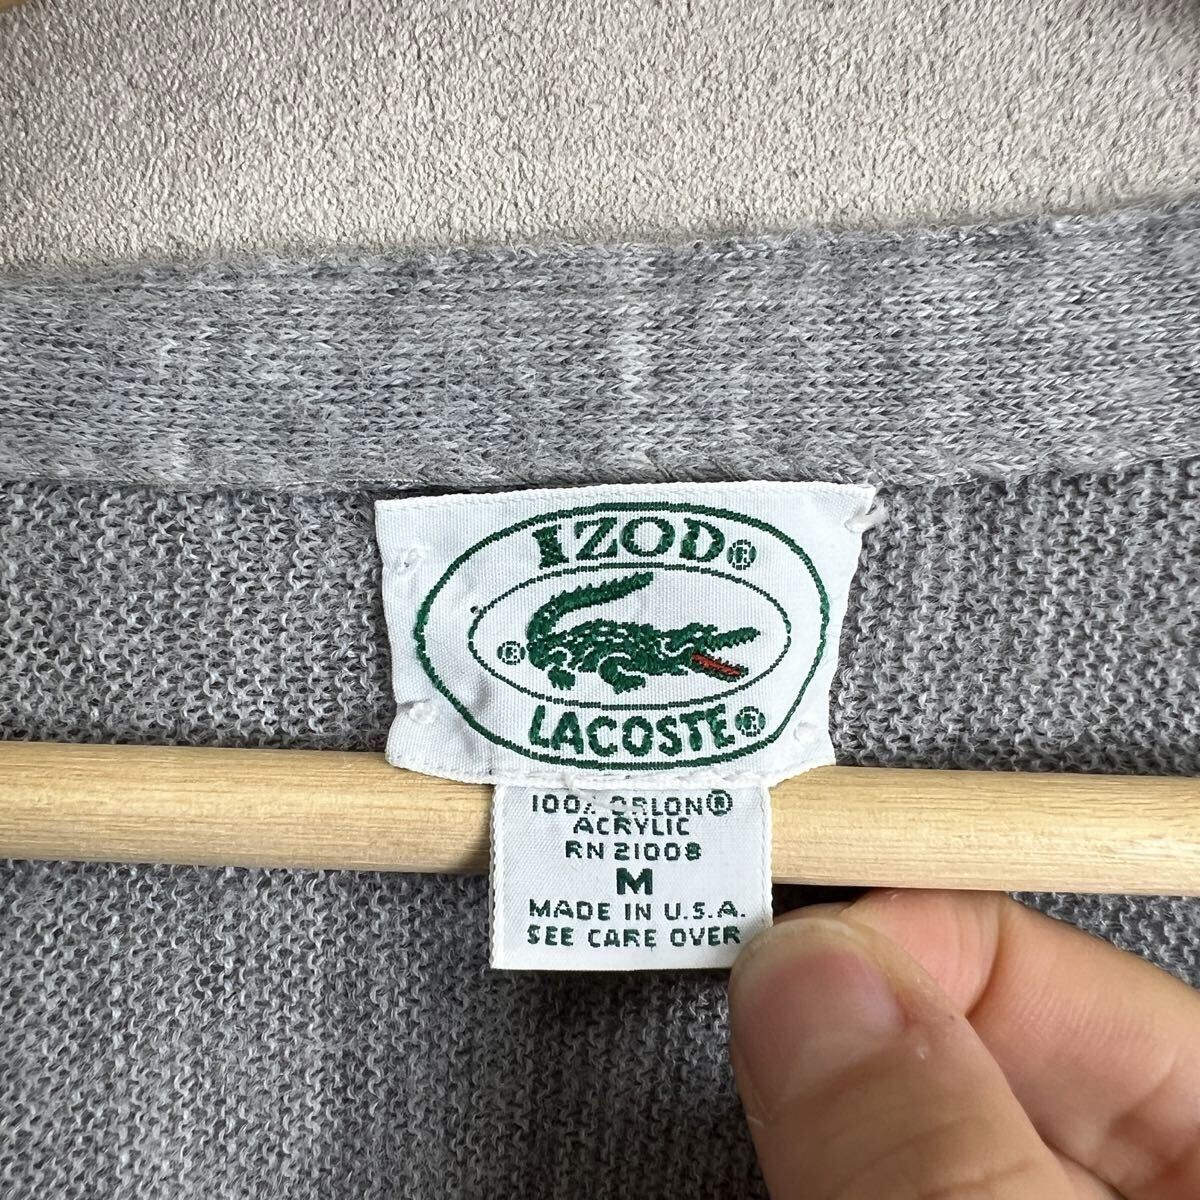 IZOD®
®
LACOSTE®
100% ORLON®
ACRYLIC
RN 21008
M
MADE IN U.S.A.
SEE CARE OVER